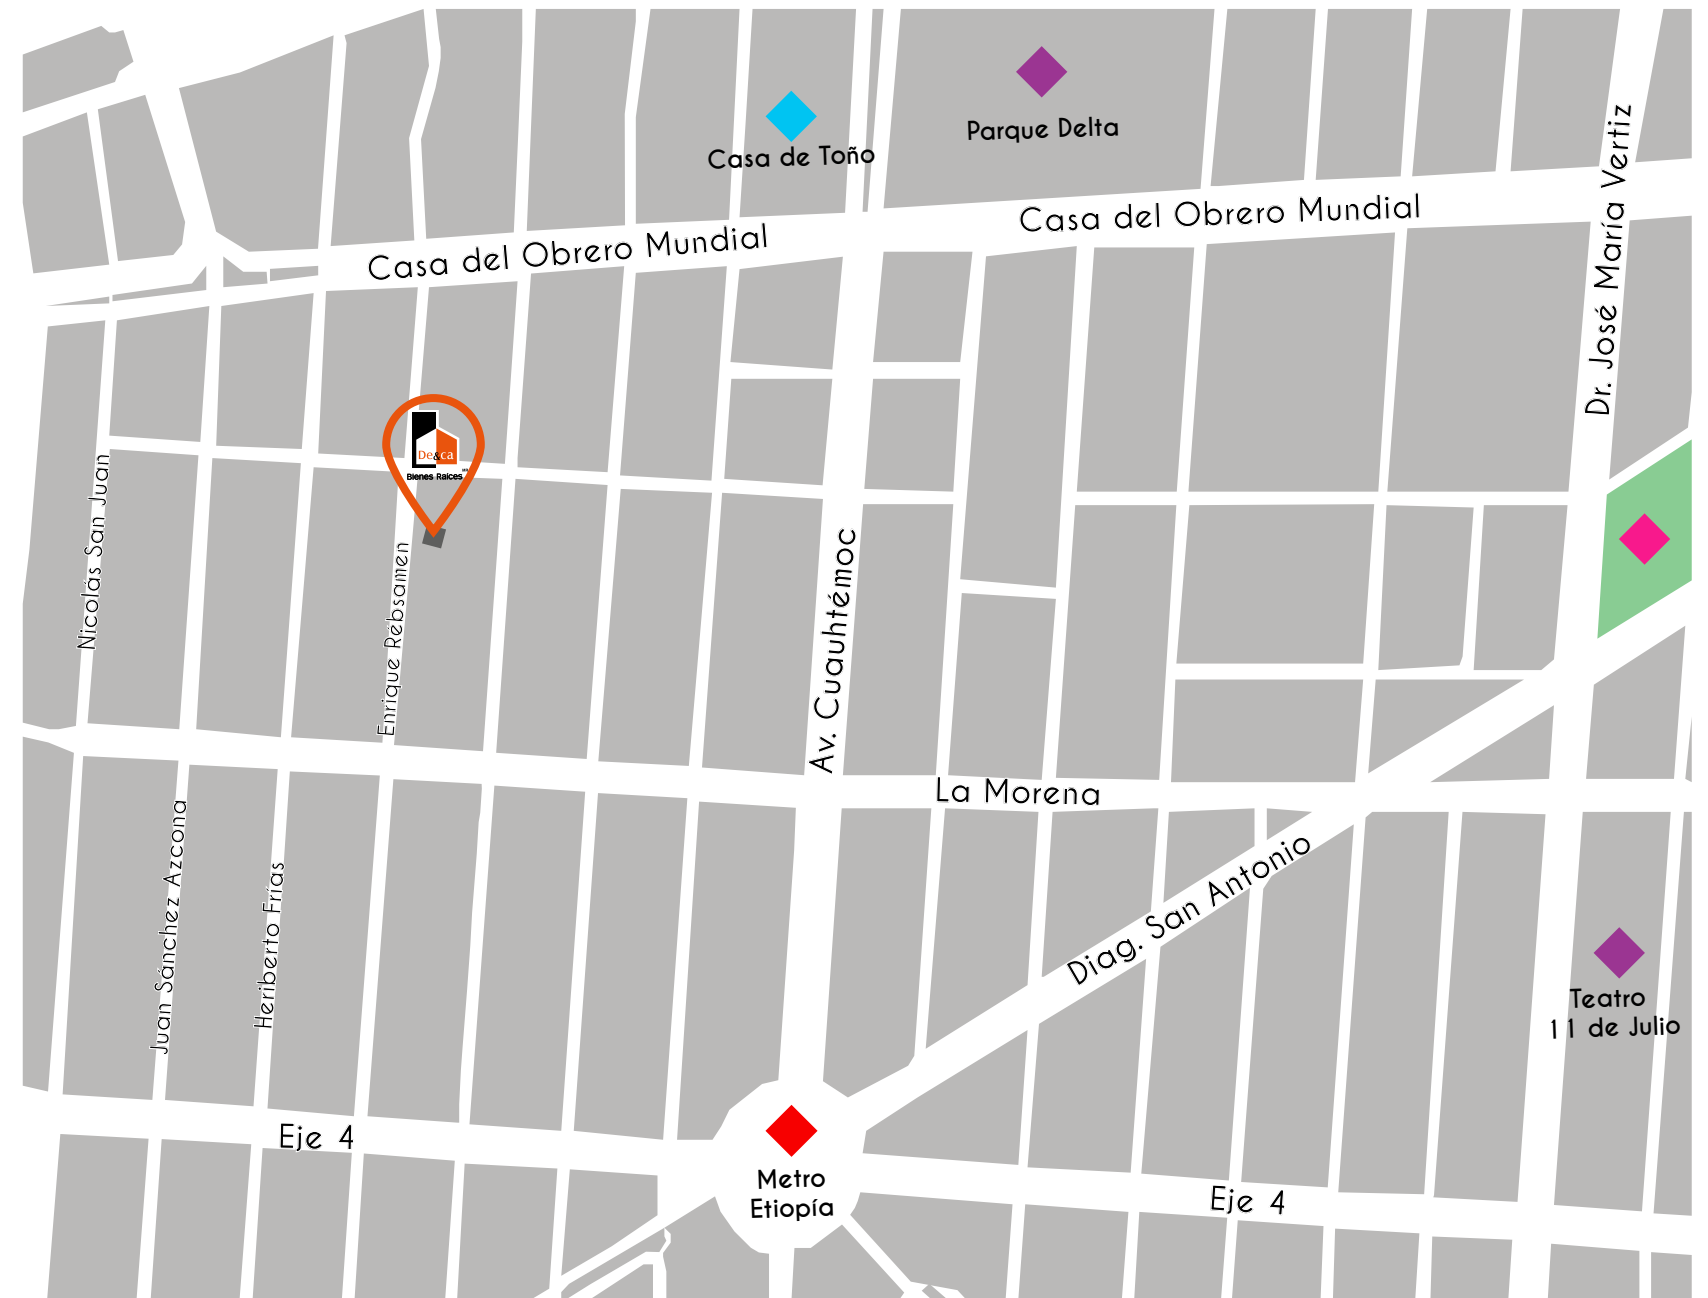 Parque Delta
Casa de Toño
Dr. José María Vertiz
Casa del Obrero Mundial
Casa del Obrero Mundial
De&ca
Bienes Raíces
Nicolás San Juan
Enrique Rébsamen
Av. Cuauhtémoc
La Morena
Juan Sánchez Azcona
Heriberto Frías
Diag. San Antonio
Teatro
11 de Julio
Eje 4
Metro
Etiopía
Eje 4